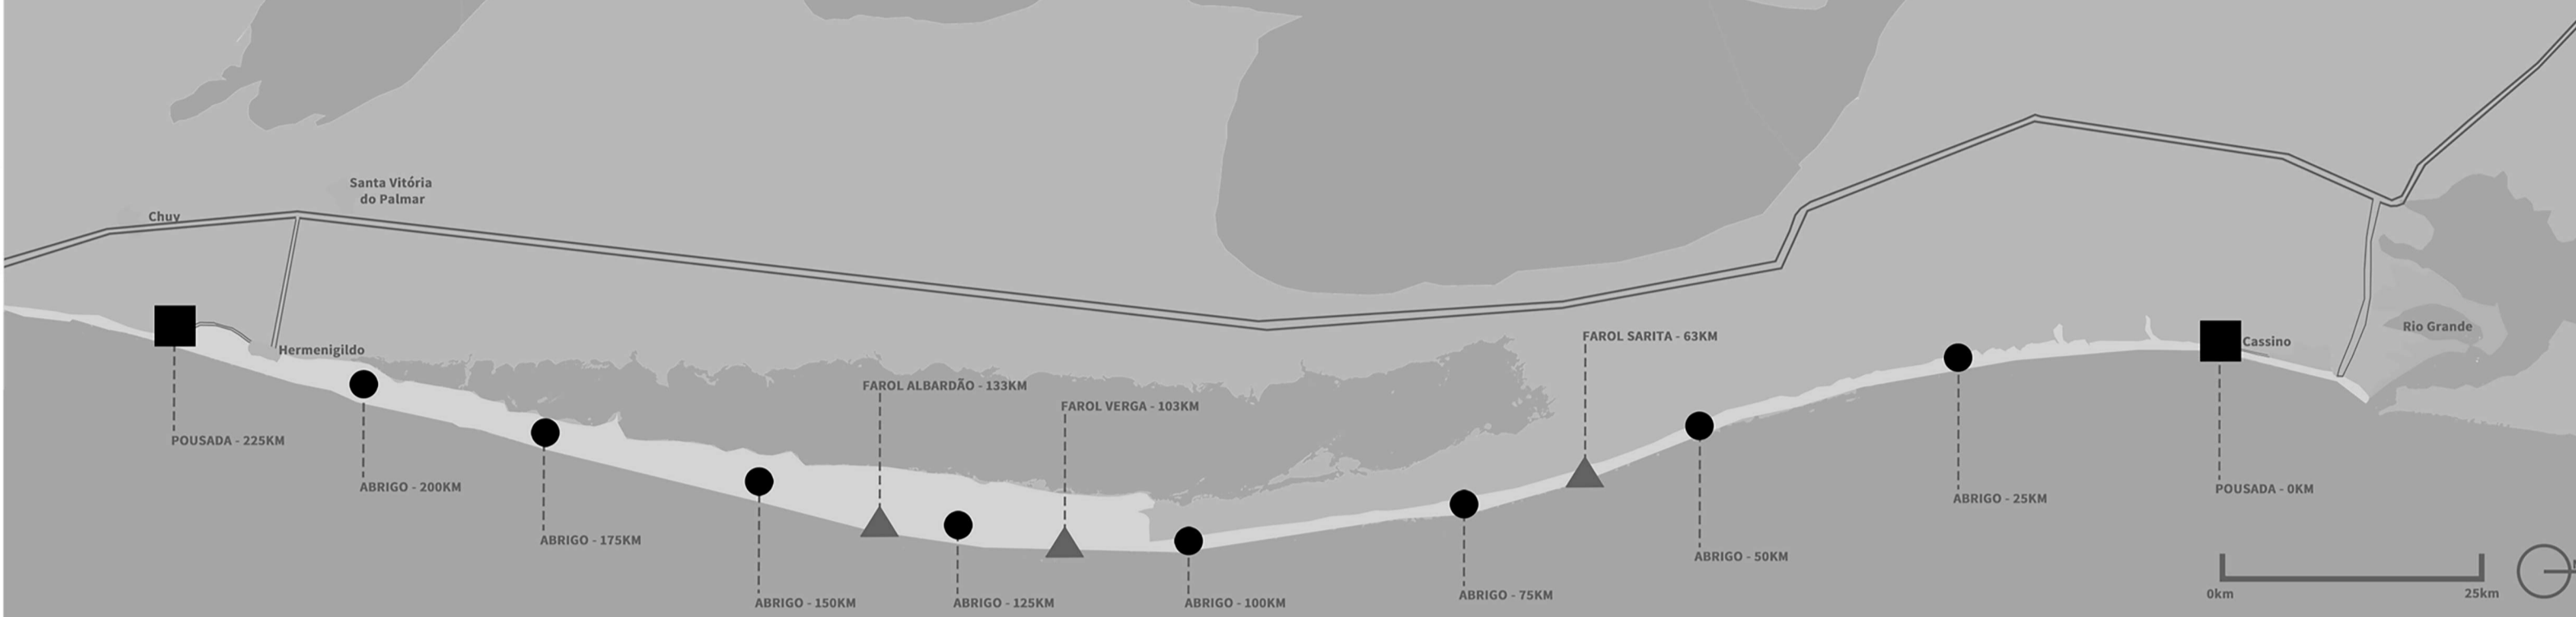 Santa Vitória
do Palmar
Chuy
Hermenigildo
Rio Grande
Cassino
FAROL SARITA - 63KM
FAROL ALBARDÃO - 133KM
FAROL VERGA - 103KM
POUSADA - 225KM
ABRIGO - 200KM
ABRIGO - 175KM
ABRIGO - 150KM
ABRIGO - 125KM
ABRIGO - 100KM
ABRIGO - 75KM
ABRIGO - 50KM
ABRIGO - 25KM
POUSADA - 0KM
0km
25km